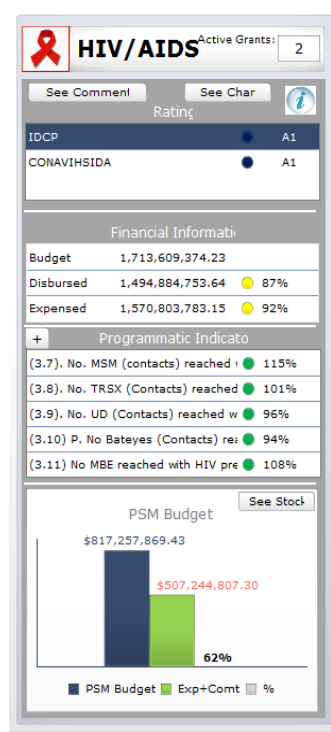 HIV/AIDS
Active Grants:
2
See Comment
See Char
Rating
IDCP A1
CONAVIHSIDA A1
Financial Informati
Budget 1,713,609,374.23
Disbursed 1,494,884,753.64 87%
Expensed 1,570,803,783.15 92%
+ Programmatic Indicato
(3.7). No. MSM (contacts) reached 115%
(3.8). No. TRSX (Contacts) reached 101%
(3.9). No. UD (Contacts) reached w 96%
(3.10) P. No Bateyes (Contacts) rea 94%
(3.11) No MBE reached with HIV pre 108%
See Stock
PSM Budget
$817,257,869.43
$507,244,807.30
62%
PSM Budget Exp+Comt %